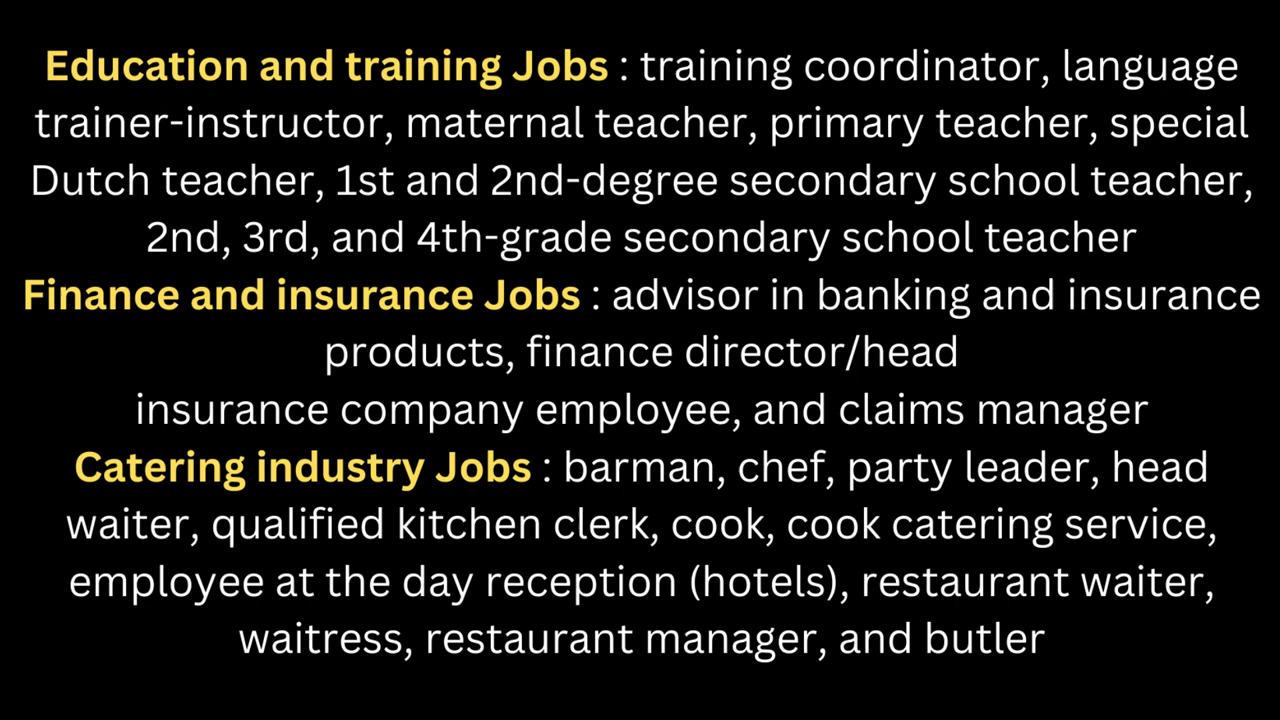 Education and training Jobs : training coordinator, language
trainer-instructor, maternal teacher, primary teacher, special
Dutch teacher, 1st and 2nd-degree secondary school teacher,
2nd, 3rd, and 4th-grade secondary school teacher
Finance and insurance Jobs : advisor in banking and insurance
products, finance director/head
insurance company employee, and claims manager
Catering industry Jobs : barman, chef, party leader, head
waiter, qualified kitchen clerk, cook, cook catering service,
employee at the day reception (hotels), restaurant waiter,
waitress, restaurant manager, and butler